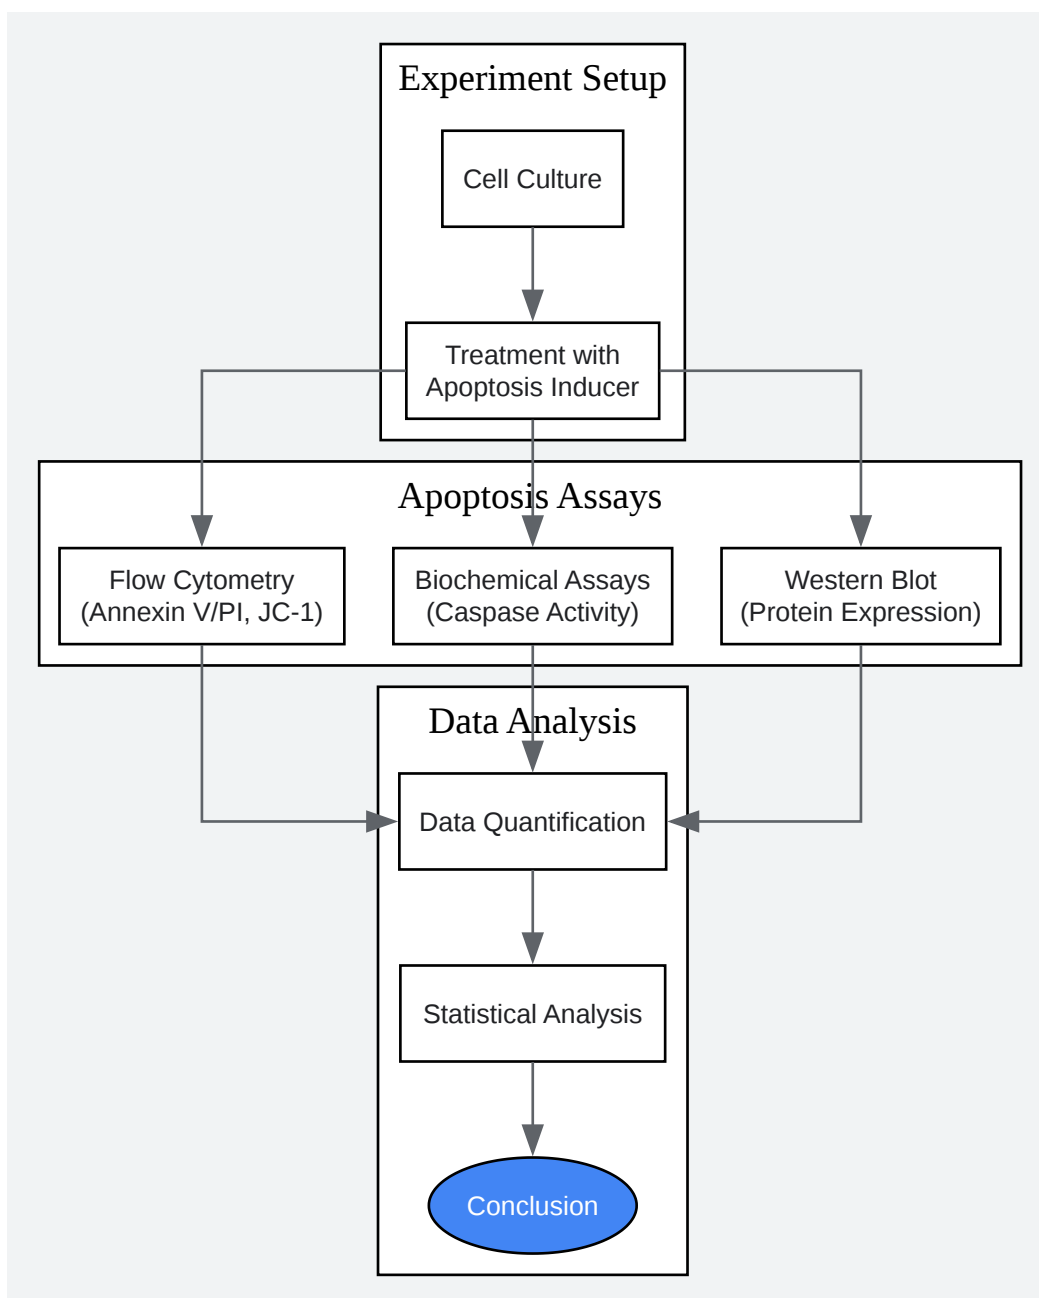 Experiment Setup
Cell Culture
Treatment with
Apoptosis Inducer
Apoptosis Assays
Flow Cytometry
(Annexin V/PI, JC-1)
Biochemical Assays
(Caspase Activity)
Western Blot
(Protein Expression)
Data Analysis
Data Quantification
Statistical Analysis
Conclusion